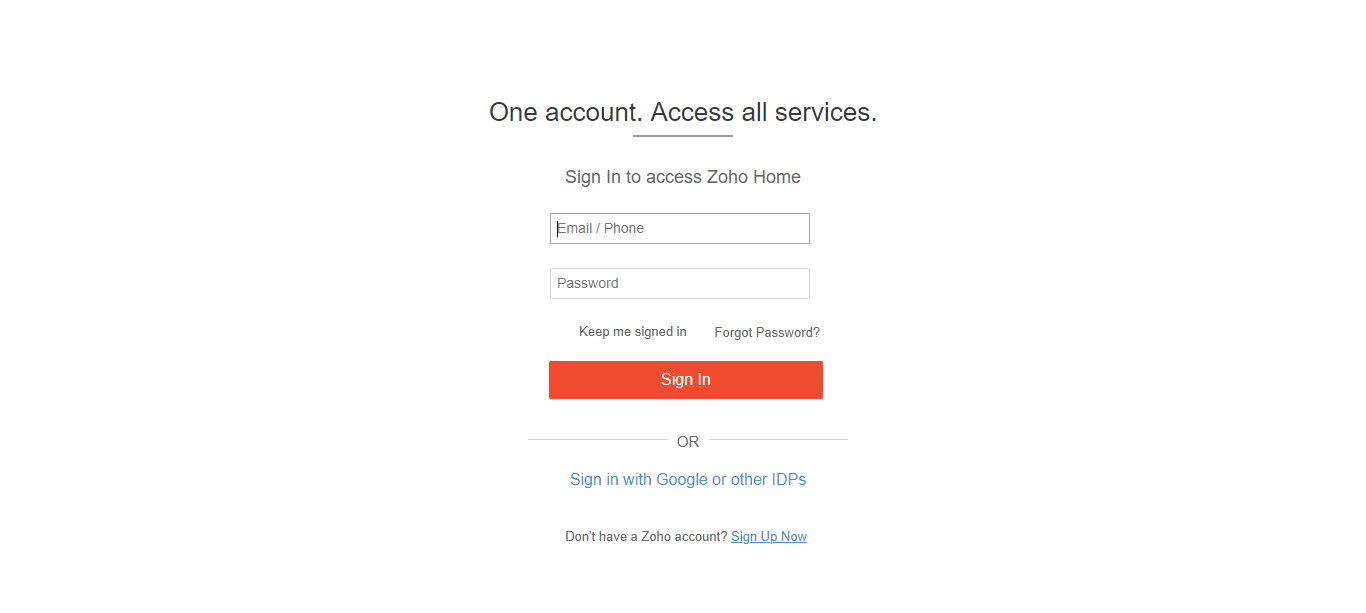 One account. Access all services.
Sign In to access Zoho Home
Email / Phone
Password
Keep me signed in Forgot Password?
Sign In
OR
Sign in with Google or other IDPs
Don't have a Zoho account? Sign Up Now